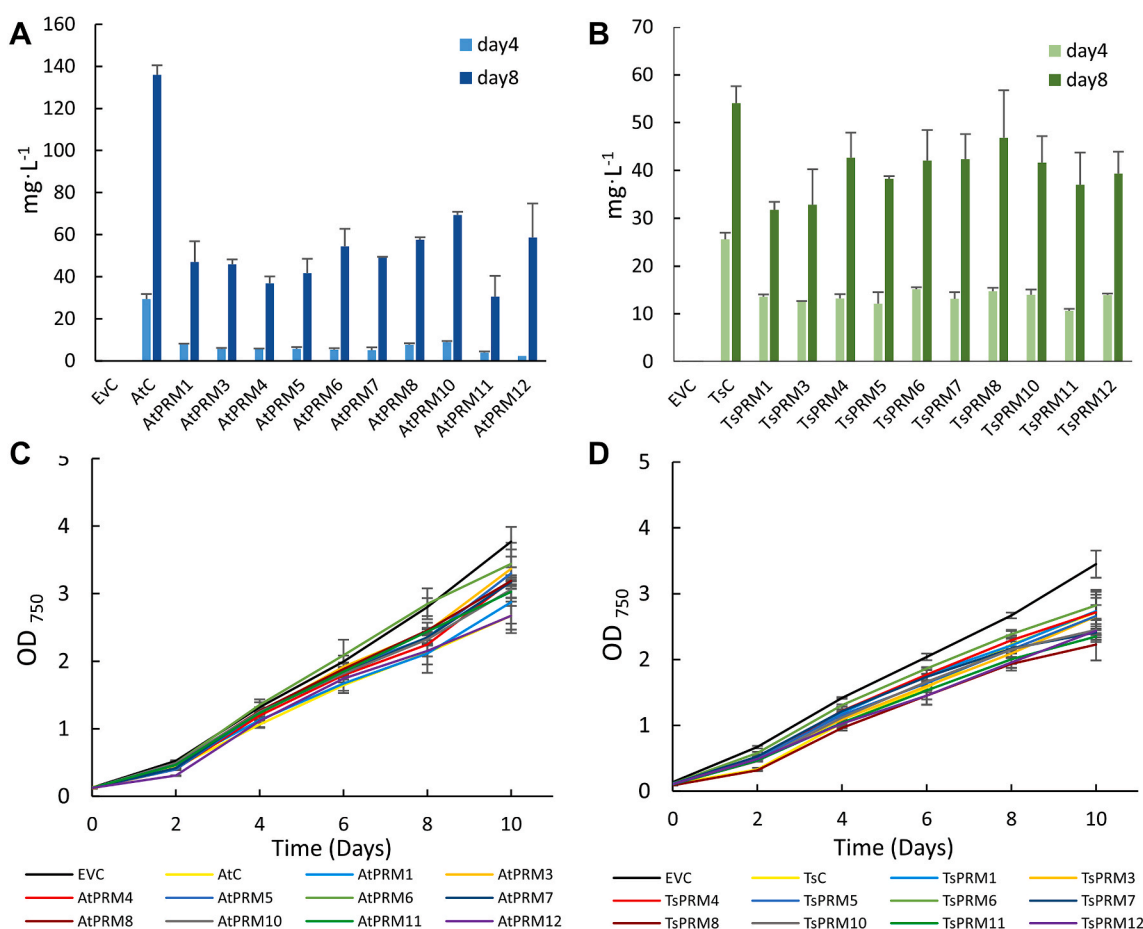 A
160
140
120
100
80
60
40
20
0
mg·L-1
day4
day8
EvC AtC AtPRM1 AtPRM3 AtPRM4 AtPRM5 AtPRM6 AtPRM7 AtPRM8 AtPRM10 AtPRM11 AtPRM12
B
70
60
50
40
30
20
10
0
mg·L-1
day4
day8
EVC TsC TsPRM1 TsPRM3 TsPRM4 TsPRM5 TsPRM6 TsPRM7 TsPRM8 TsPRM10 TsPRM11 TsPRM12
C
5
4
3
2
1
0
OD 750
0 2 4 6 8 10
Time (Days)
EVC AtC AtPRM1 AtPRM3
AtPRM4 AtPRM5 AtPRM6 AtPRM7
AtPRM8 AtPRM10 AtPRM11 AtPRM12
D
5
4
3
2
1
0
OD 750
0 2 4 6 8 10
Time (Days)
EVC TsC TsPRM1 TsPRM3
TsPRM4 TsPRM5 TsPRM6 TsPRM7
TsPRM8 TsPRM10 TsPRM11 TsPRM12